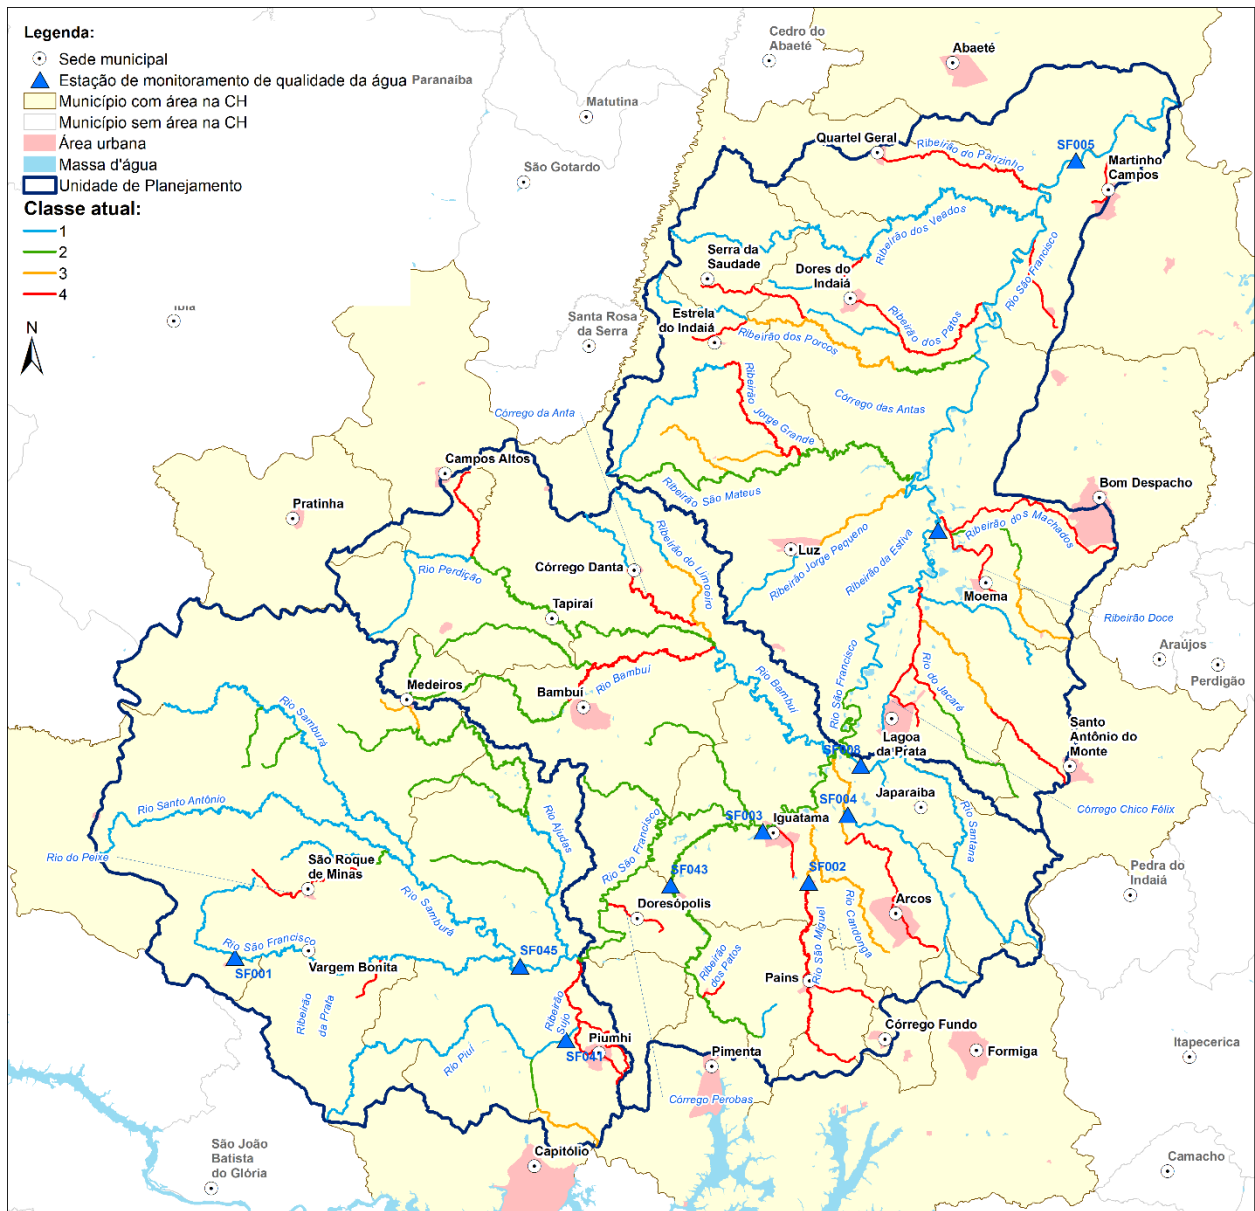 Legenda:
Sede municipal
Estação de monitoramento de qualidade da água
Município com área na CH
Município sem área na CH
Área urbana
Massa d'água
Unidade de Planejamento
Classe atual:
1
2
3
4
N
Paranaíba
Cedro do
Abaeté
Abaeté
Matutina
São Gotardo
Quartel Geral
Ribeirão do Parizinho
SF005
Martinho
Campos
Ribeirão dos Veados
Rio São Francisco
Serra da
Saudade
Dores do
Indaiá
Estrela
do Indaiá
Ribeirão dos Patos
Ribeirão dos Porcos
Santa Rosa
da Serra
Córrego da Anta
Ribeirão
Jorge Grande
Córrego das Antas
Campos Altos
Pratinha
Ribeirão São Mateus
Bom Despacho
Ribeirão dos Machados
Luz
Ribeirão Jorge Pequeno
Ribeirão da Estiva
Ribeirão do Limoeiro
Rio Perdição
Córrego Danta
Tapiraí
Moema
Ribeirão Doce
Araújos
Perdigão
Rio do Jacaré
Rio São Francisco
Rio Bambuí
Rio Bambuí
Bambuí
Medeiros
Rio Samburá
Lagoa
da Prata
Santo
Antônio do
Monte
SF008
Japaraiba
Córrego Chico Félix
Rio Santo Antônio
Rio Ajudas
Rio São Francisco
SF003
Iguatama
SF004
Rio Santana
Rio do Peixe
São Roque
de Minas
Rio Samburá
SF043
SF002
Doresópolis
Arcos
Rio Candonga
Pedra do
Indaiá
Rio São Francisco
SF001
Vargem Bonita
SF045
Ribeirão
da Prata
Ribeirão
dos Patos
Rio São Miguel
Pains
Ribeirão
Sujo
Piumhi
SF041
Rio Piuí
Pimenta
Córrego Fundo
Formiga
Itapecerica
Córrego Perobas
São João
Batista
do Glória
Capitólio
Camacho